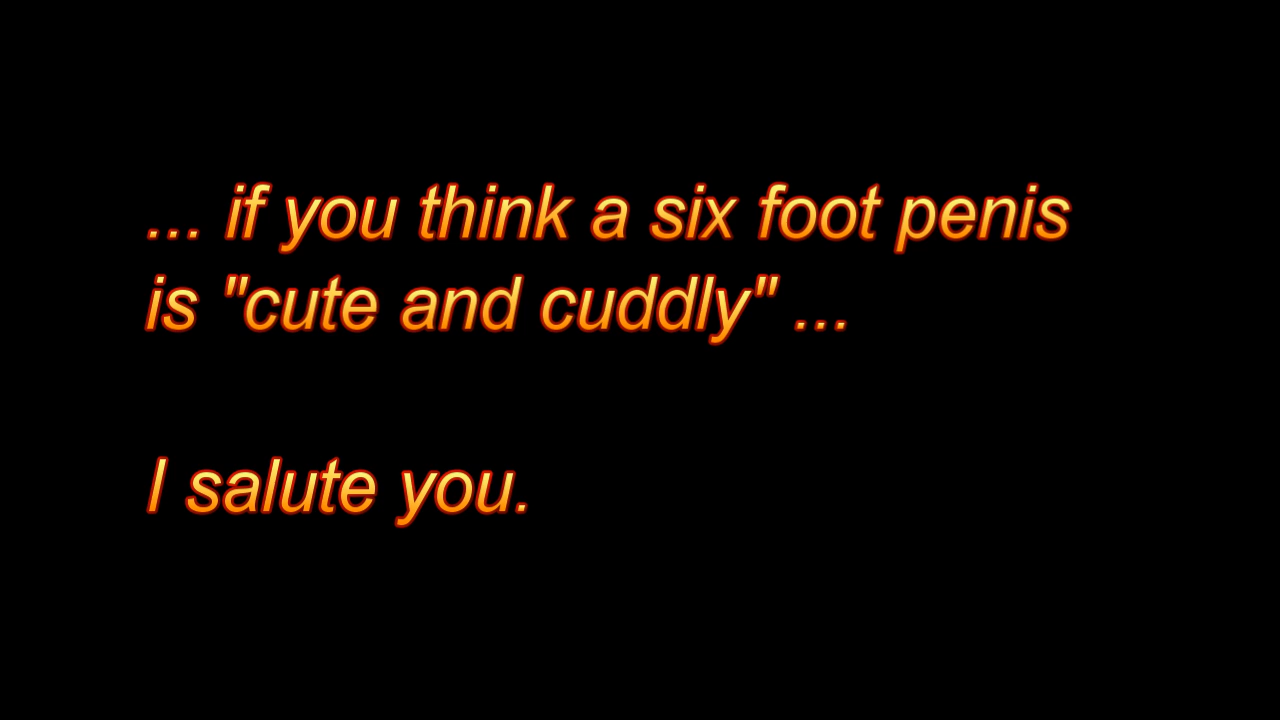 ... if you think a six foot penis
is "cute and cuddly" ...
I salute you.